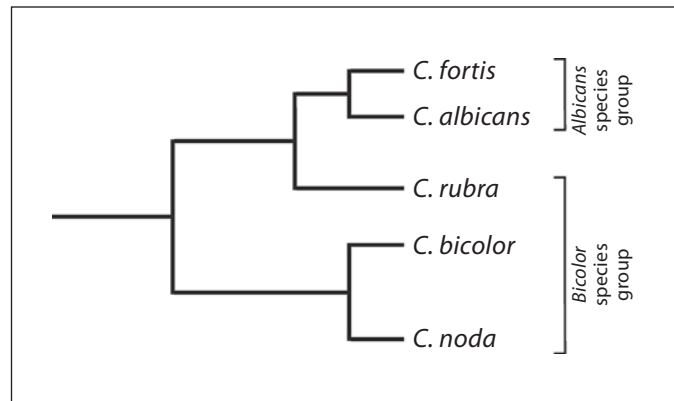 C. fortis
C. albicans
Albicans
species
group
C. rubra
C. bicolor
C. noda
Bicolor
species
group